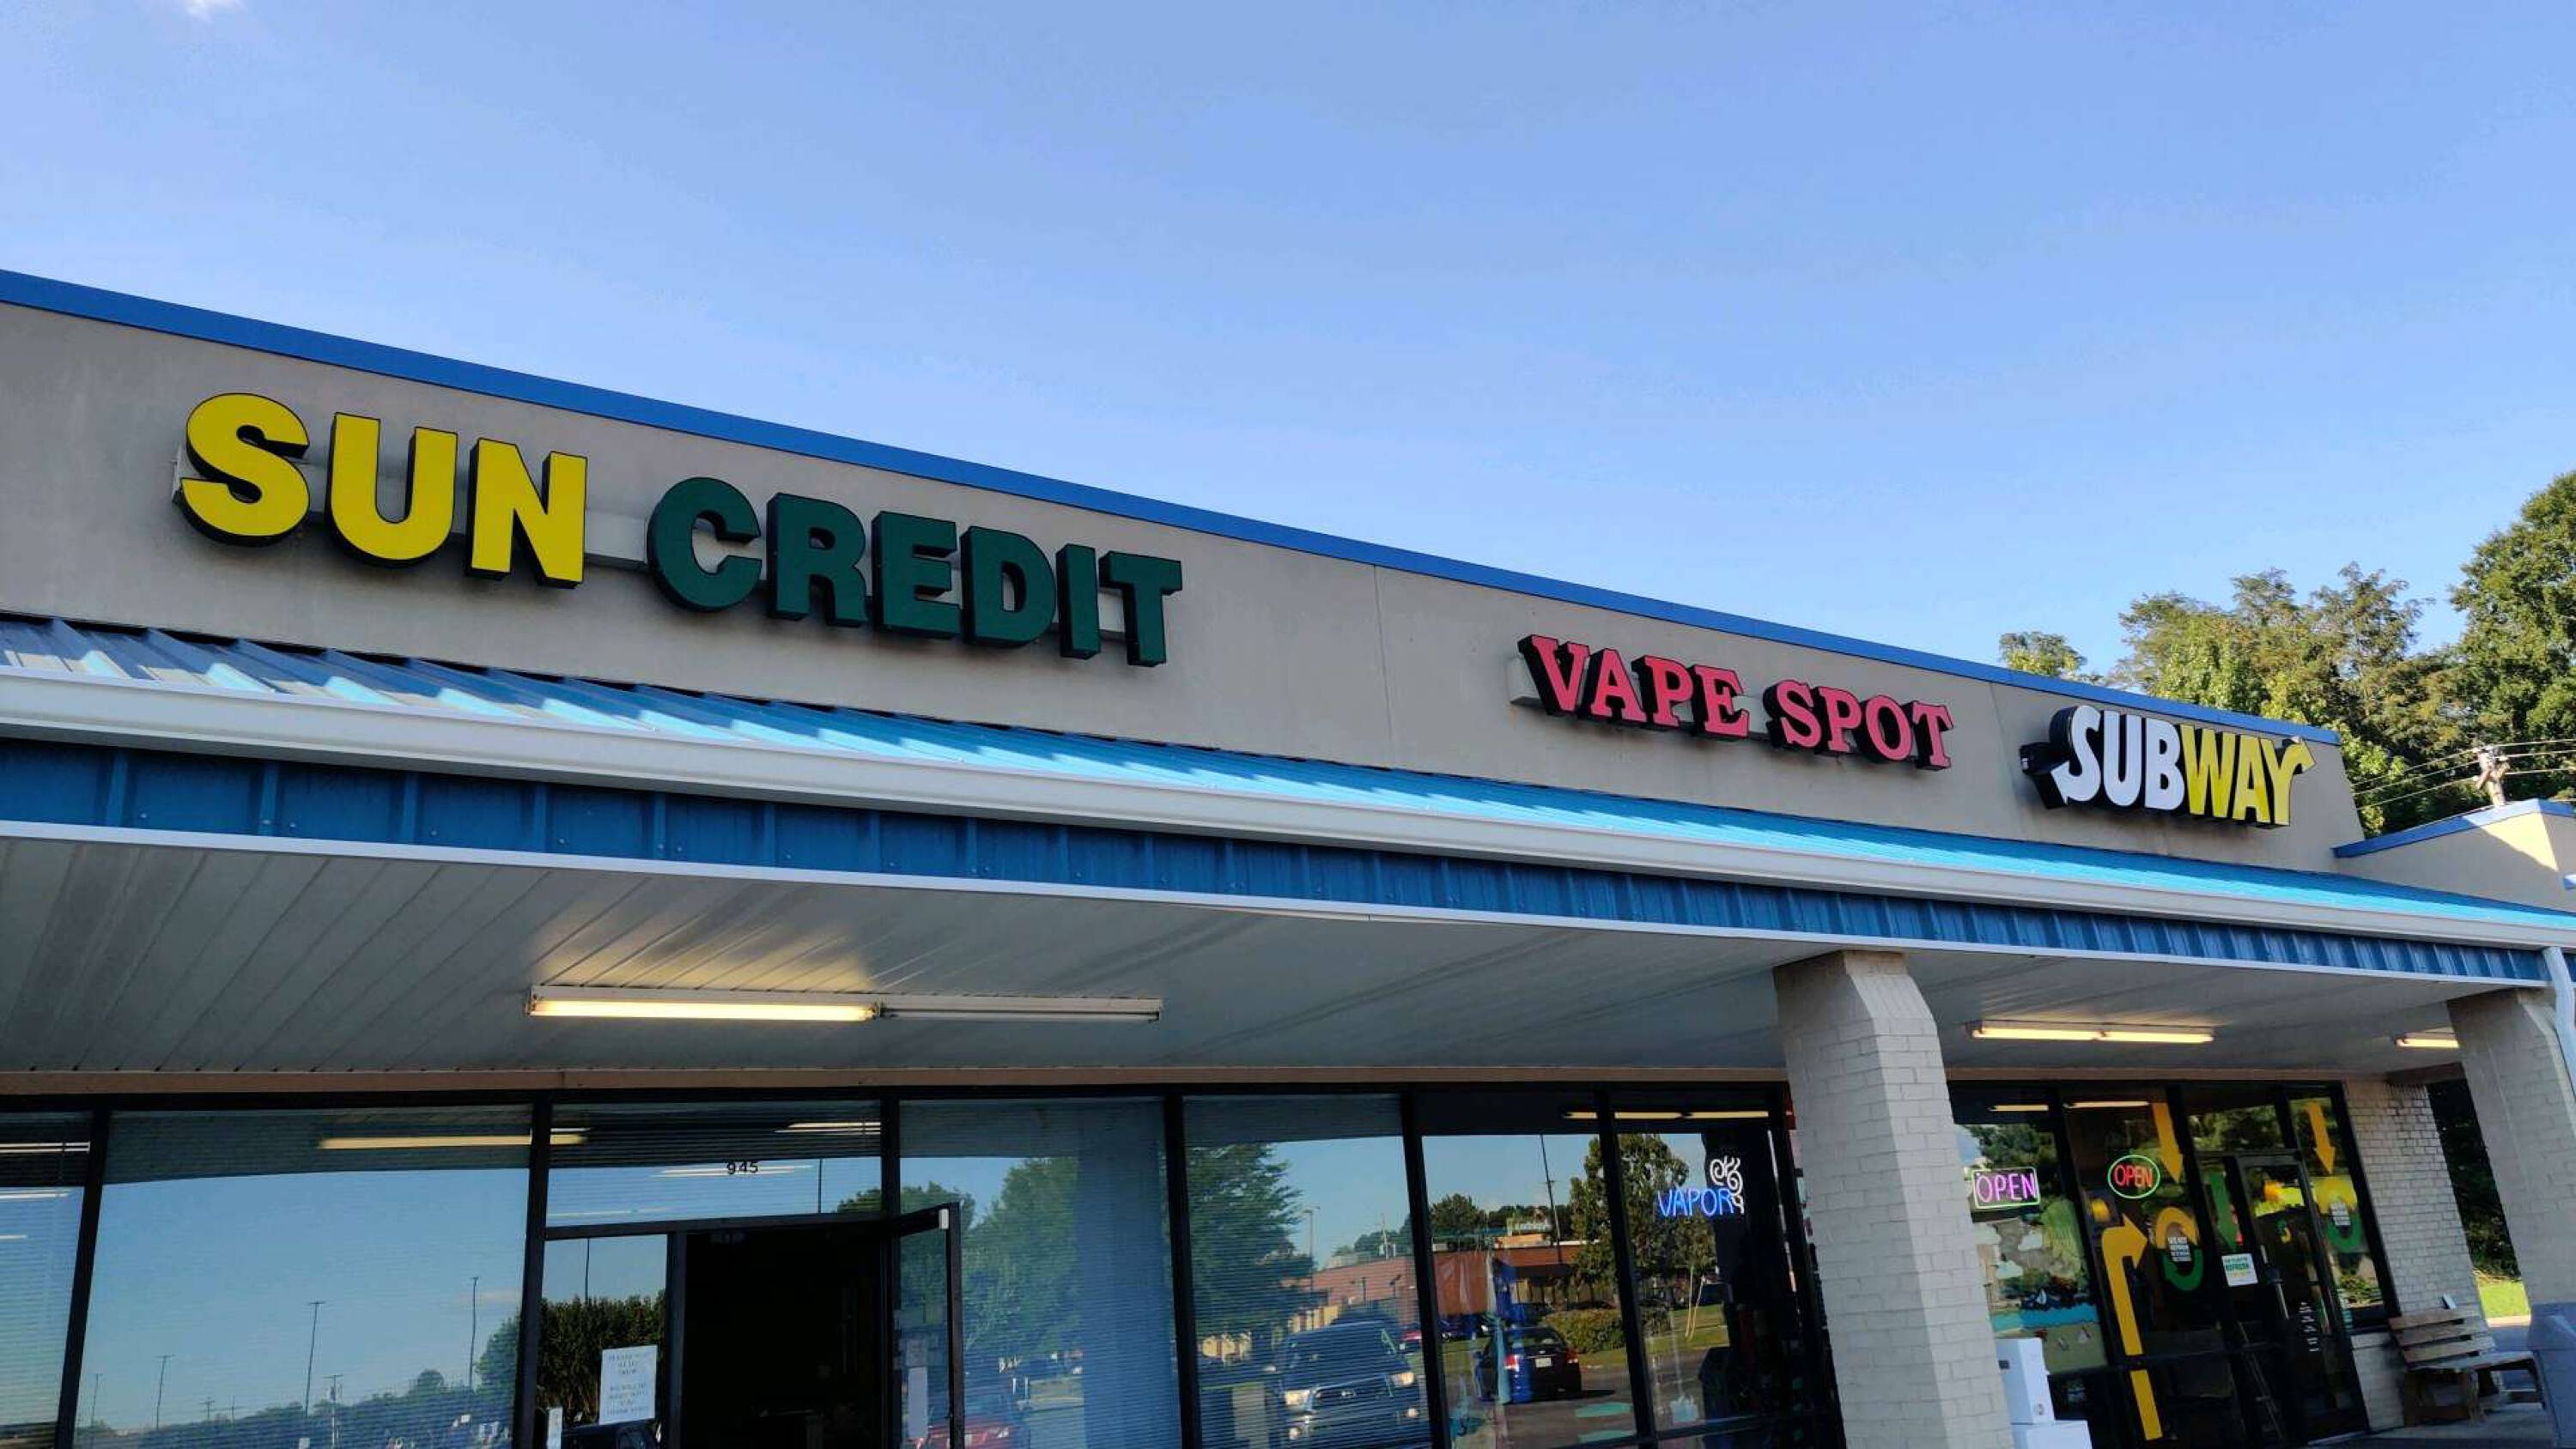 SUN CREDIT
VAPE SPOT
SUBWAY
945
VAPOR
OPEN
OPEN